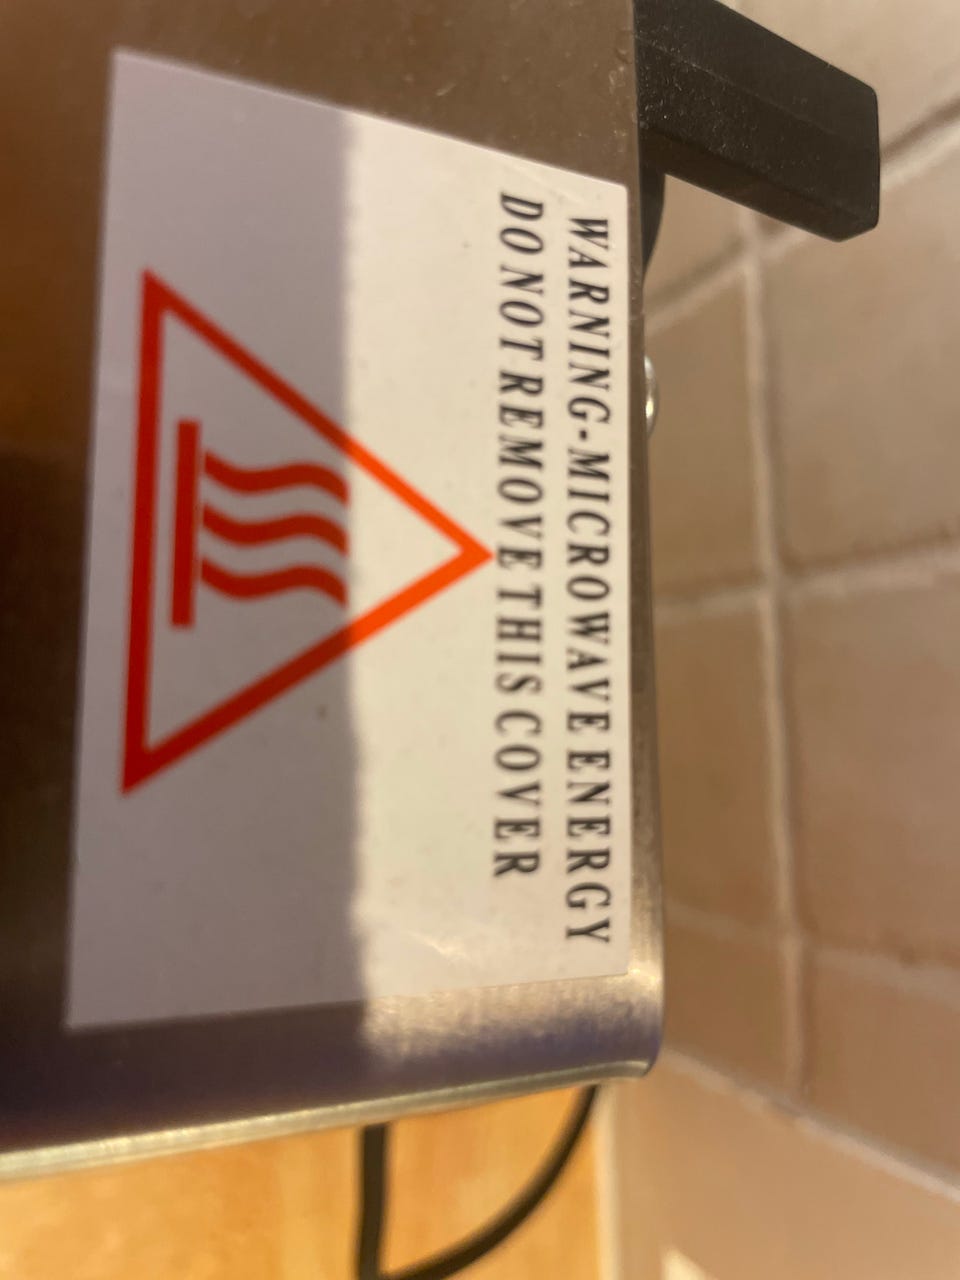 WARNING-MICROWAVE ENERGY
DO NOT REMOVE THIS COVER